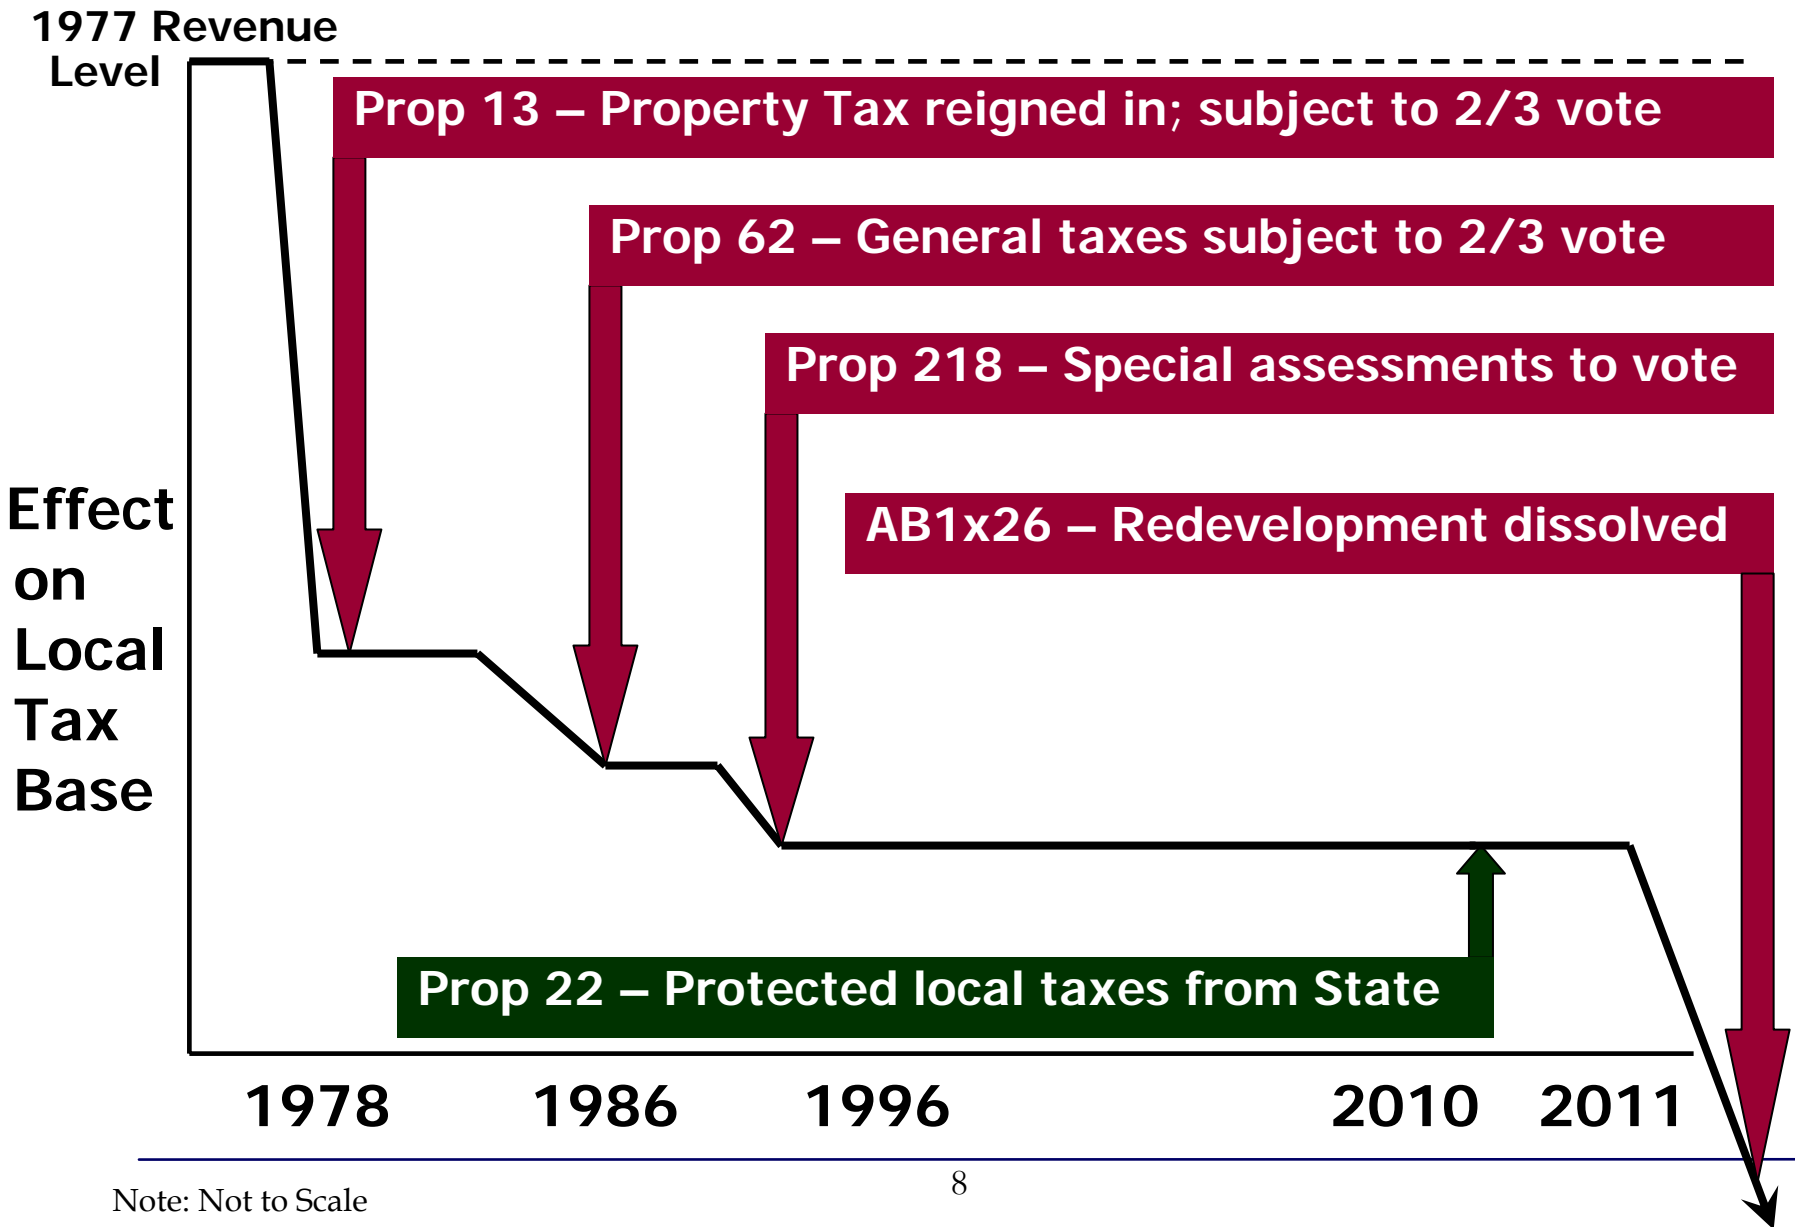 1977 Revenue
Level
Prop 13 – Property Tax reigned in; subject to 2/3 vote
Prop 62 – General taxes subject to 2/3 vote
Prop 218 – Special assessments to vote
AB1x26 – Redevelopment dissolved
Effect
on
Local
Tax
Base
Prop 22 – Protected local taxes from State
1978 1986 1996 2010 2011
8
Note: Not to Scale